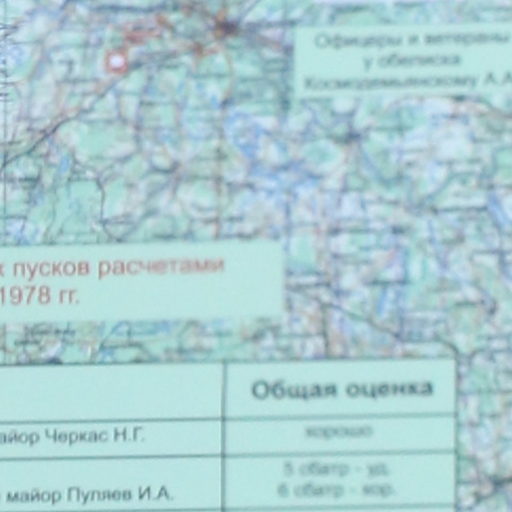 Офицеры и ветераны
у обелиска
Космодемьянскому А.А
к пусков расчетами
1978 гг.
Общая оценка
айор Черкас Н.Г.
хорошо
5 сбатр - уд.
майор Пуляев И.А.
6 сбатр - хор.